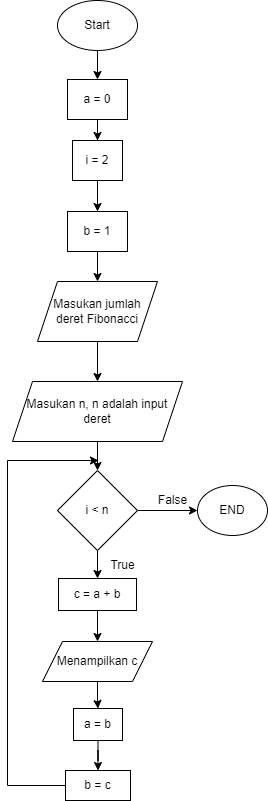 Start
a = 0
i = 2
b = 1
Masukan jumlah
deret Fibonacci
Masukan n, n adalah input
deret
i < n
False
END
True
c = a + b
Menampilkan c
a = b
b = c